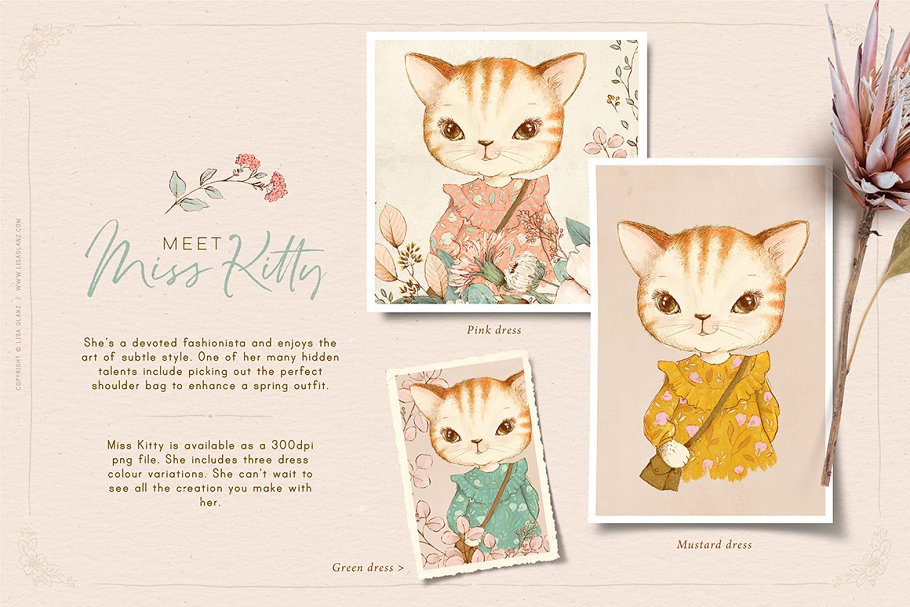 MEET
Miss Kitty
She's a devoted fashionista and enjoys the
art of subtle style. One of her many hidden
talents include picking out the perfect
shoulder bag to enhance a spring outfit.
Miss Kitty is available as a 300dpi
png file. She includes three dress
colour variations. She can't wait to
see all the creation you make with
her.
Pink dress
Mustard dress
Green dress >
COPYRIGHT © LISA GLANZ / WWW.LISAGLANZ.COM